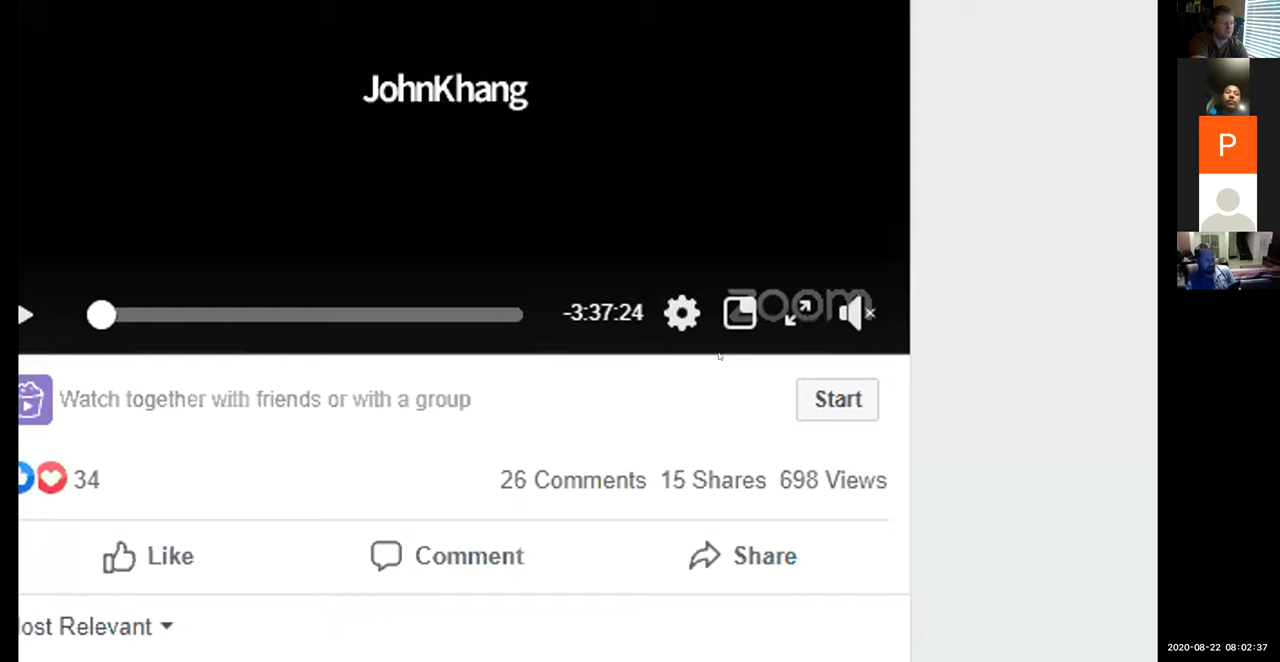 JohnKhang
-3:37:24
zoom
Watch together with friends or with a group
Start
34
26 Comments 15 Shares 698 Views
Like
Comment
Share
ost Relevant
P
2020-08-22 08:02:37